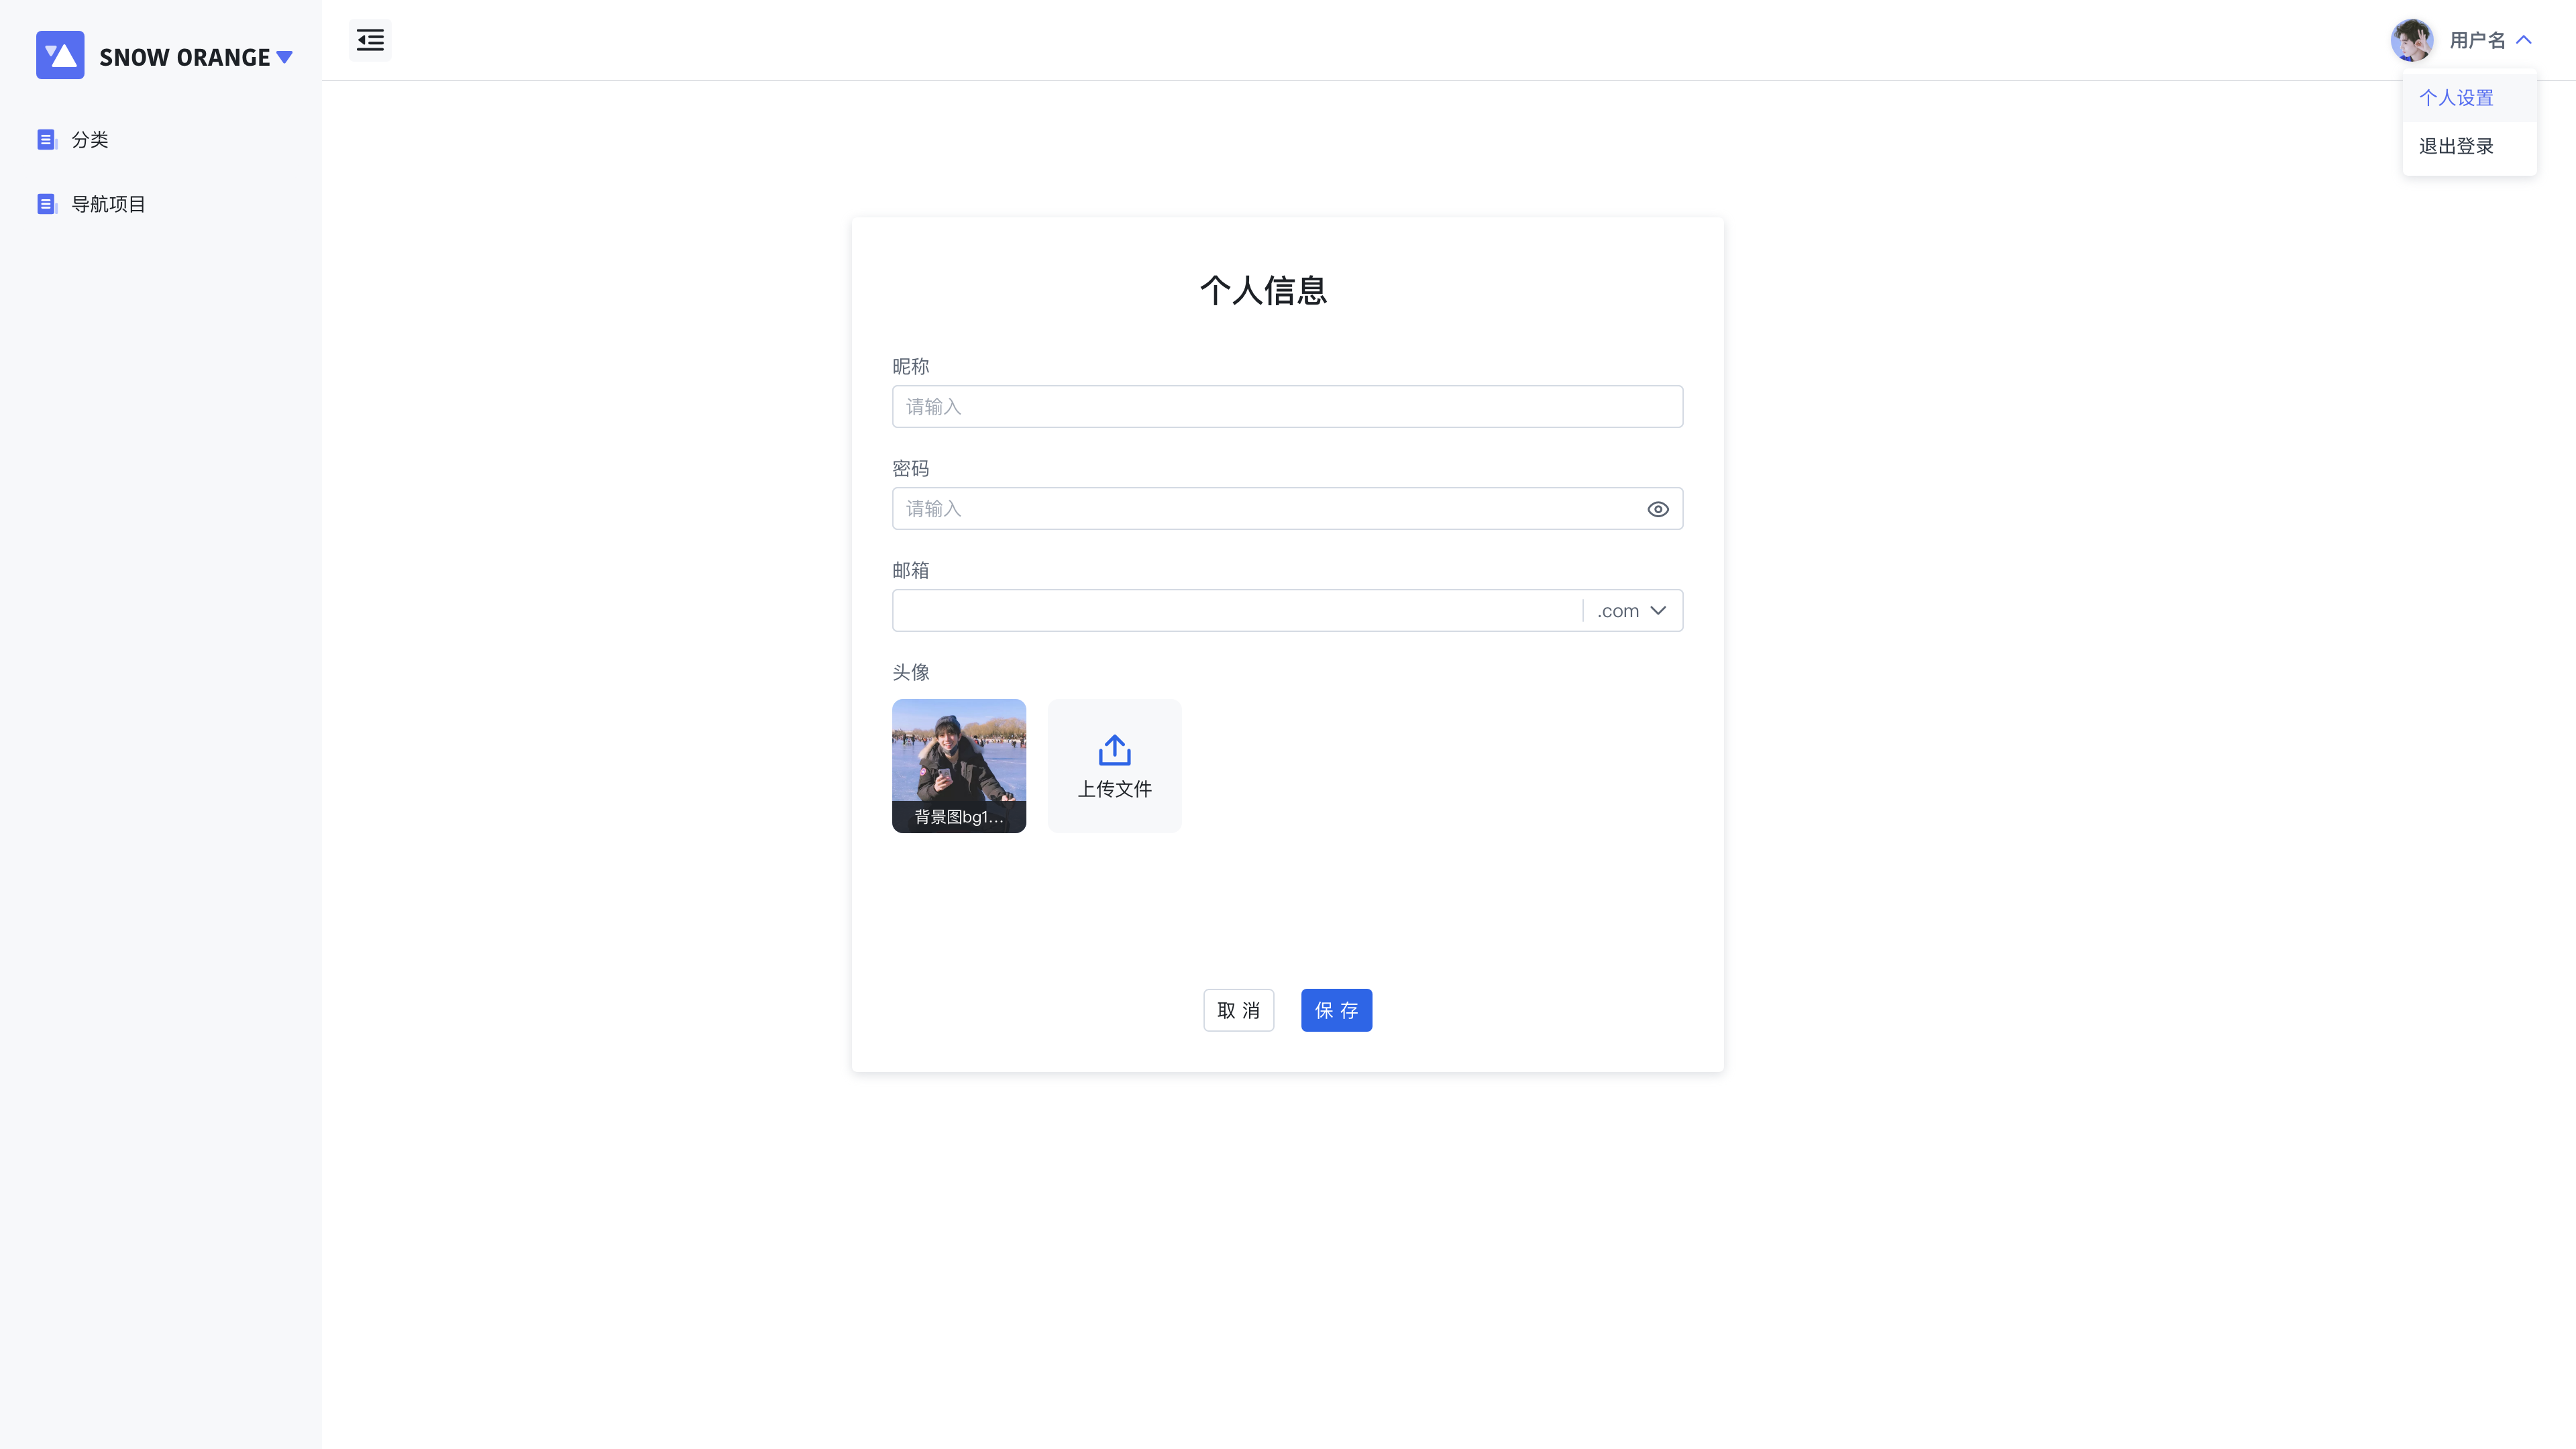 SNOW ORANGE
分类
导航项目
用户名
个人设置
退出登录
个人信息
昵称
请输入
密码
请输入
邮箱
.com
头像
背景图bg1...
上传文件
取 消
保 存